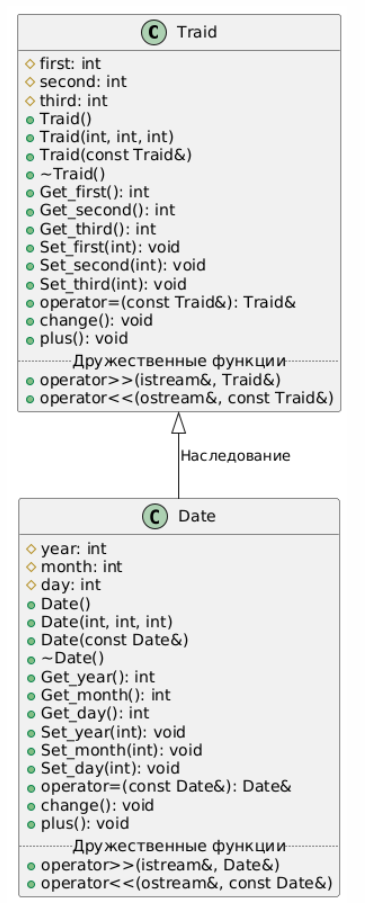 C Traid
first: int
second: int
third: int
Traid()
Traid(int, int, int)
Traid(const Traid&)
~Traid()
Get_first(): int
Get_second(): int
Get_third(): int
Set_first(int): void
Set_second(int): void
Set_third(int): void
operator=(const Traid&): Traid&
change(): void
plus(): void
Дружественные функции
operator>>(istream&, Traid&)
operator<<(ostream&, const Traid&)
Наследование
C Date
year: int
month: int
day: int
Date()
Date(int, int, int)
Date(const Date&)
~Date()
Get_year(): int
Get_month(): int
Get_day(): int
Set_year(int): void
Set_month(int): void
Set_day(int): void
operator=(const Date&): Date&
change(): void
plus(): void
Дружественные функции
operator>>(istream&, Date&)
operator<<(ostream&, const Date&)